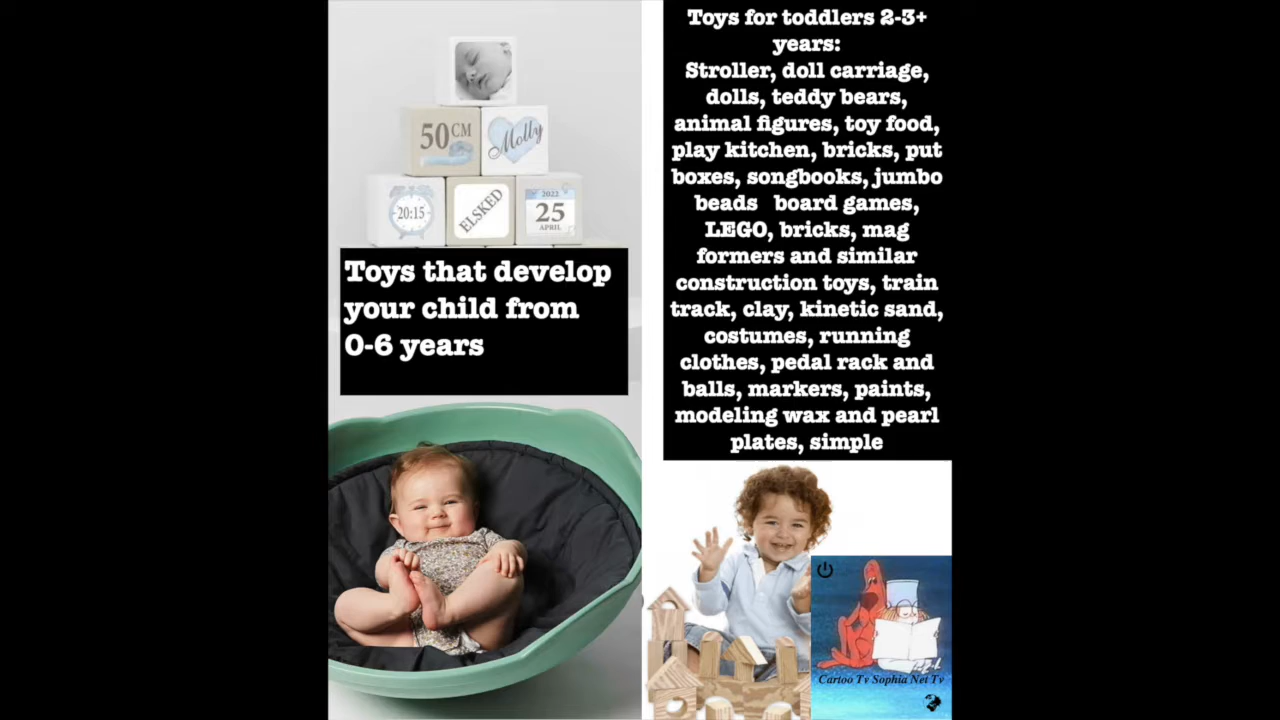 50 CM
Molly
20:15
ELSKED
2022
25
APRIL
Toys that develop
your child from
0-6 years
Toys for toddlers 2-3+
years:
Stroller, doll carriage,
dolls, teddy bears,
animal figures, toy food,
play kitchen, bricks, put
boxes, songbooks, jumbo
beads board games,
LEGO, bricks, mag
formers and similar
construction toys, train
track, clay, kinetic sand,
costumes, running
clothes, pedal rack and
balls, markers, paints,
modeling wax and pearl
plates, simple
Cartoo Tv Sophia Net Tv